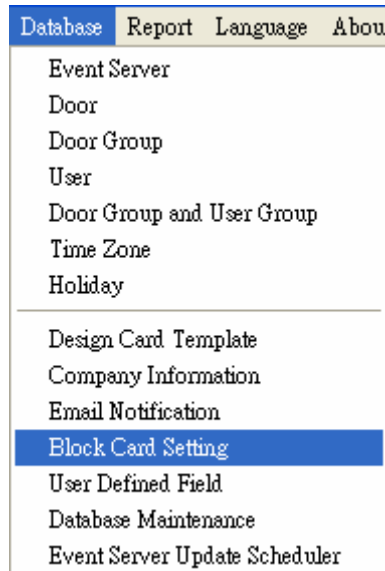 Database Report Language Abou
Event Server
Door
Door Group
User
Door Group and User Group
Time Zone
Holiday
Design Card Template
Company Information
Email Notification
Block Card Setting
User Defined Field
Database Maintenance
Event Server Update Scheduler